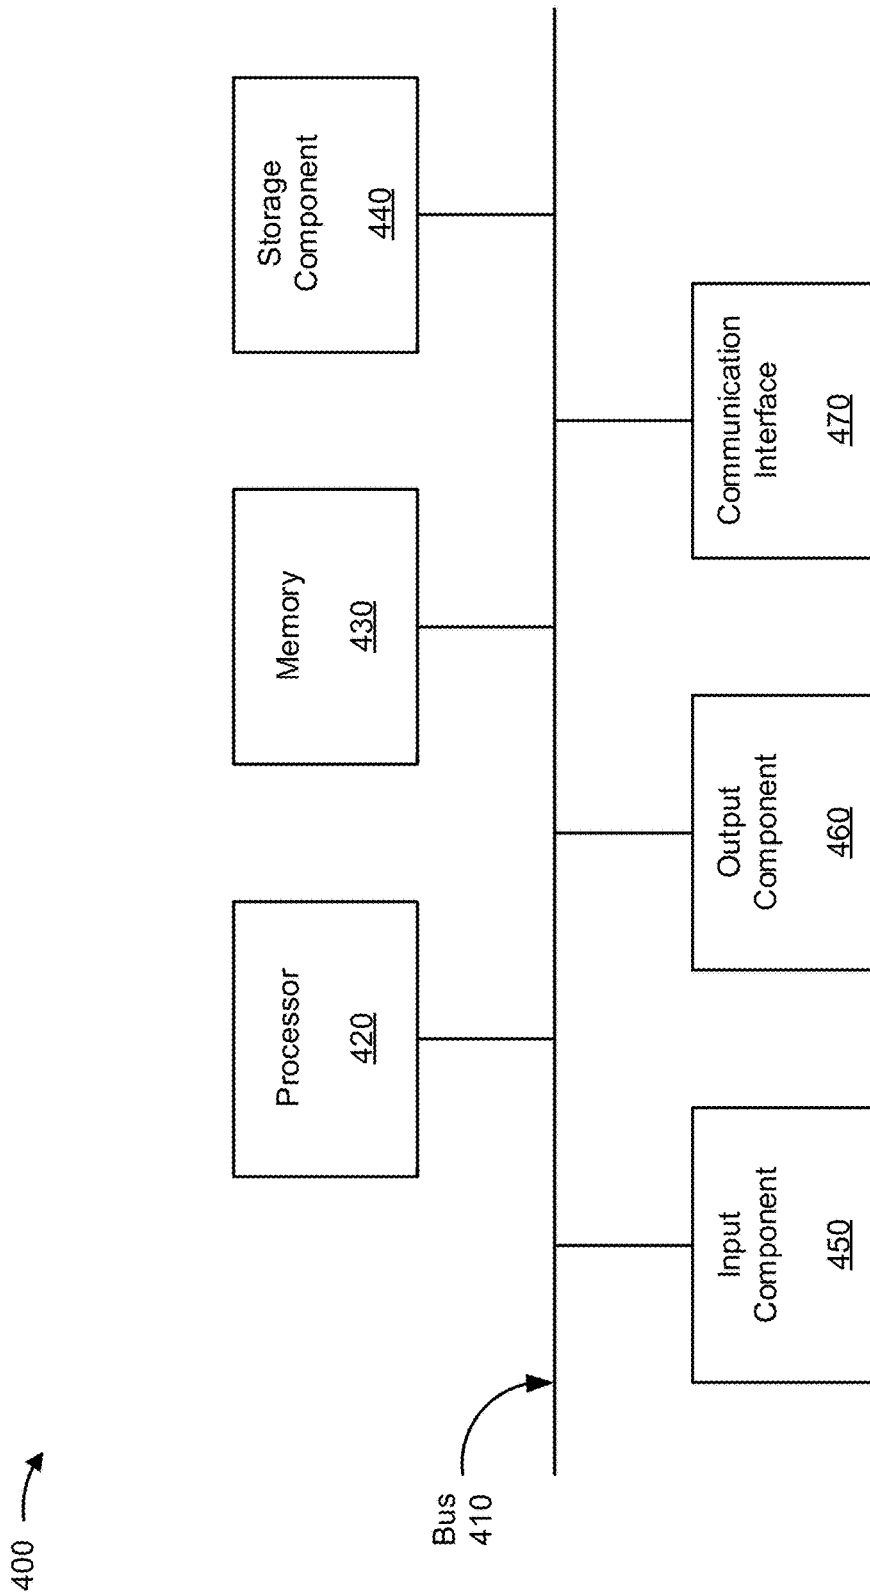 400
Bus
410
Processor
420
Memory
430
Storage
Component
440
Input
Component
450
Output
Component
460
Communication
Interface
470